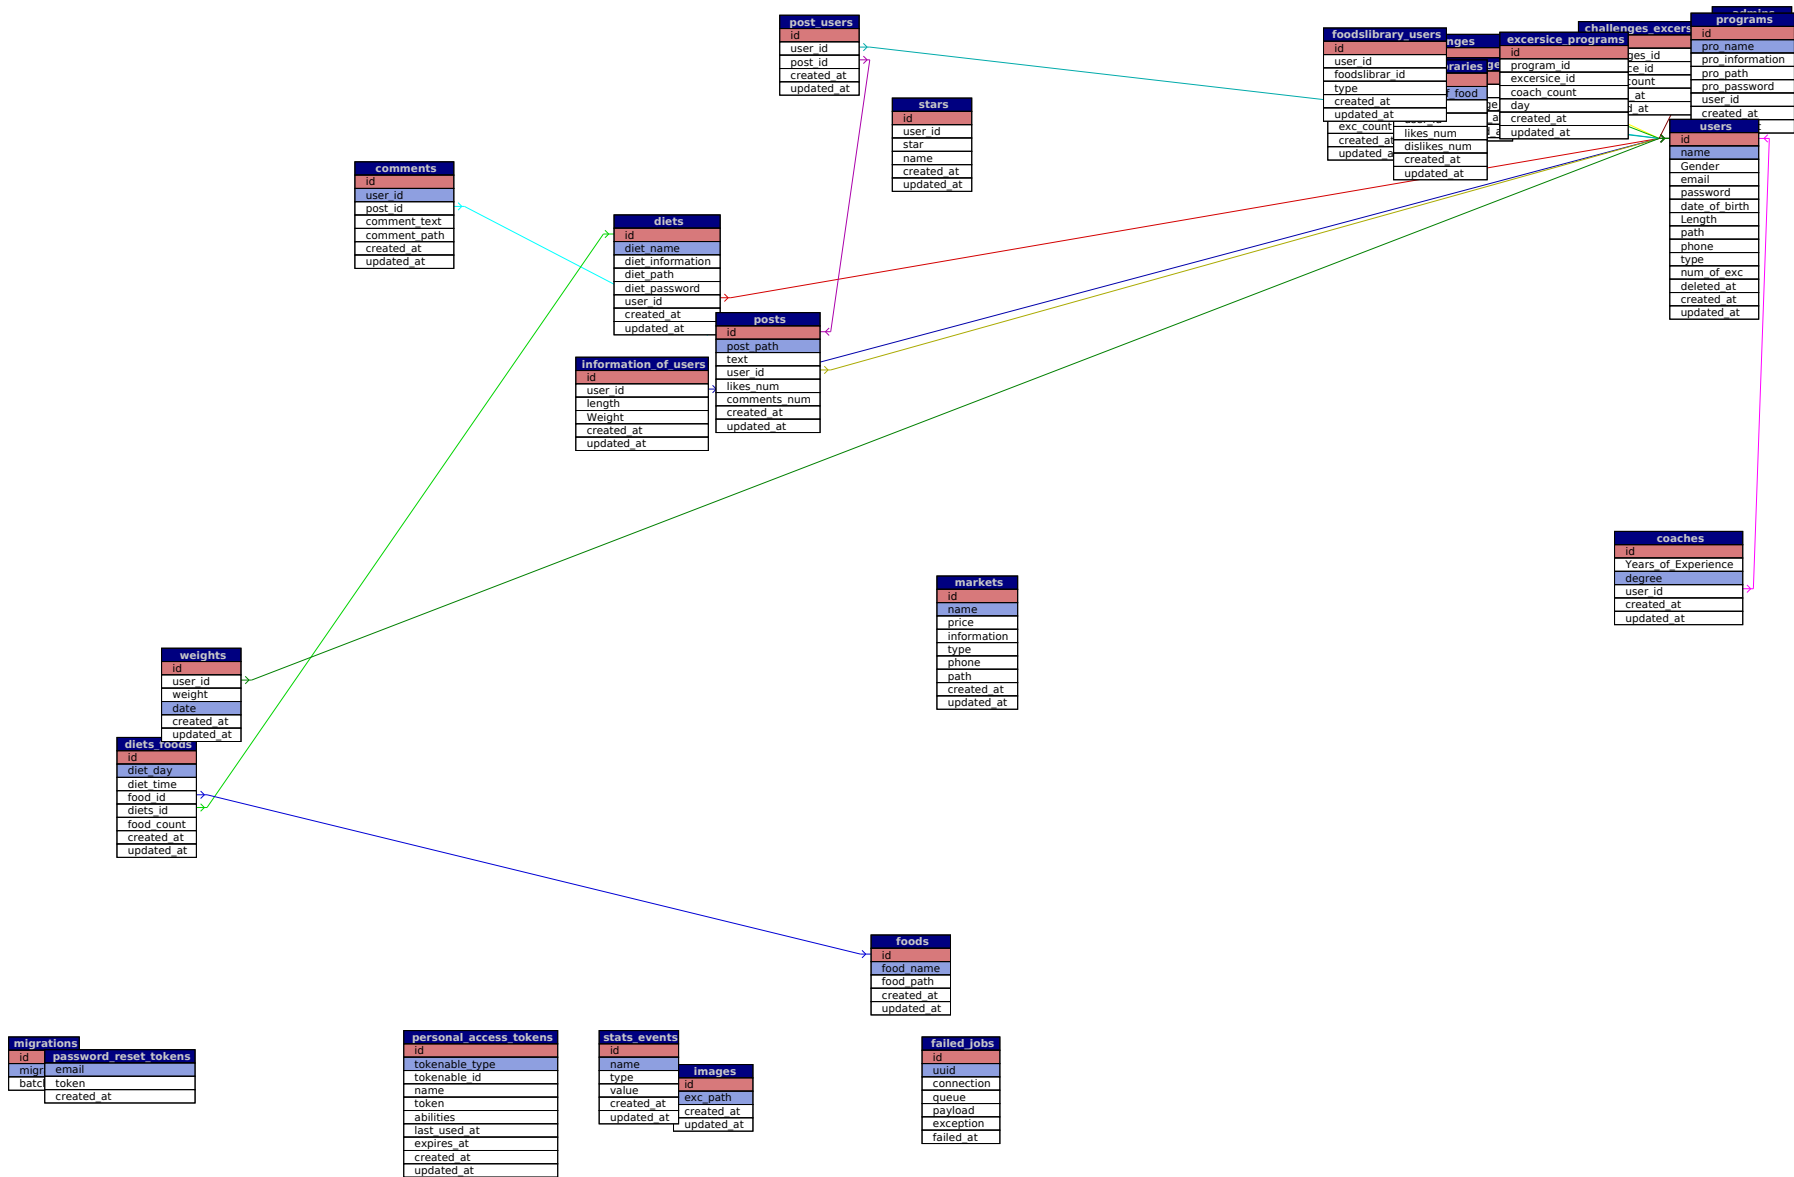 post_users
id
user_id
post_id
created_at
updated_at
stars
id
user_id
star
name
created_at
updated_at
comments
id
user_id
post_id
comment_text
comment_path
created_at
updated_at
diets
id
diet_name
diet_information
diet_path
diet_password
user_id
created_at
updated_at
posts
id
post_path
text
user_id
likes_num
comments_num
created_at
updated_at
information_of_users
id
user_id
length
Weight
created_at
updated_at
foodslibrary_users
id
user_id
foodslibrar_id
type
created_at
updated_at
exc_count
created_at
likes_num
dislikes_num
created_at
updated_at
excersice_programs
id
program_id
excersice_id
coach_count
day
created_at
updated_at
programs
id
pro_name
pro_information
pro_path
pro_password
user_id
created_at
users
id
name
Gender
email
password
date_of_birth
Length
path
phone
type
num_of_exc
deleted_at
created_at
updated_at
coaches
id
Years_of_Experience
degree
user_id
created_at
updated_at
markets
id
name
price
information
type
phone
path
created_at
updated_at
weights
id
user_id
weight
date
created_at
updated_at
diets_foods
id
diet_day
diet_time
food_id
diets_id
food_count
created_at
updated_at
foods
id
food_name
food_path
created_at
updated_at
migrations
id
password_reset_tokens
email
token
created_at
personal_access_tokens
id
tokenable_type
tokenable_id
name
token
abilities
last_used_at
expires_at
created_at
updated_at
stats_events
id
name
type
value
created_at
updated_at
images
id
exc_path
created_at
updated_at
failed_jobs
id
uuid
connection
queue
payload
exception
failed_at